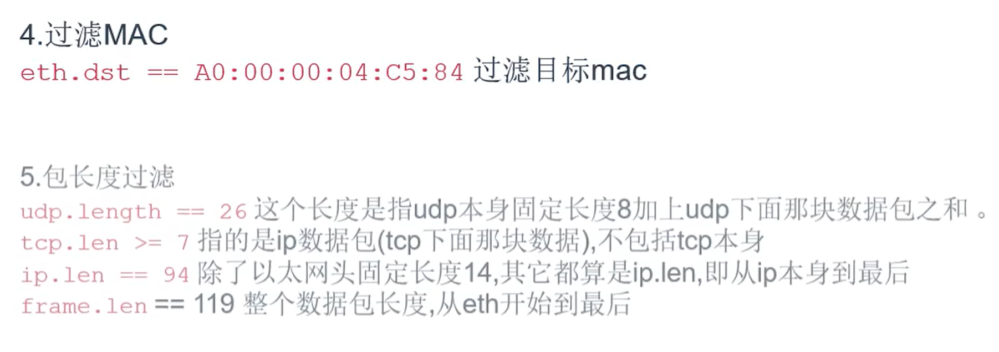 4.过滤MAC
eth.dst == A0:00:00:04:C5:84 过滤目标mac
5.包长度过滤
udp.length == 26 这个长度是指udp本身固定长度8加上udp下面那块数据包之和 。
tcp.len >= 7 指的是ip数据包(tcp下面那块数据),不包括tcp本身
ip.len == 94 除了以太网头固定长度14,其它都算是ip.len,即从ip本身到最后
frame.len == 119 整个数据包长度,从eth开始到最后